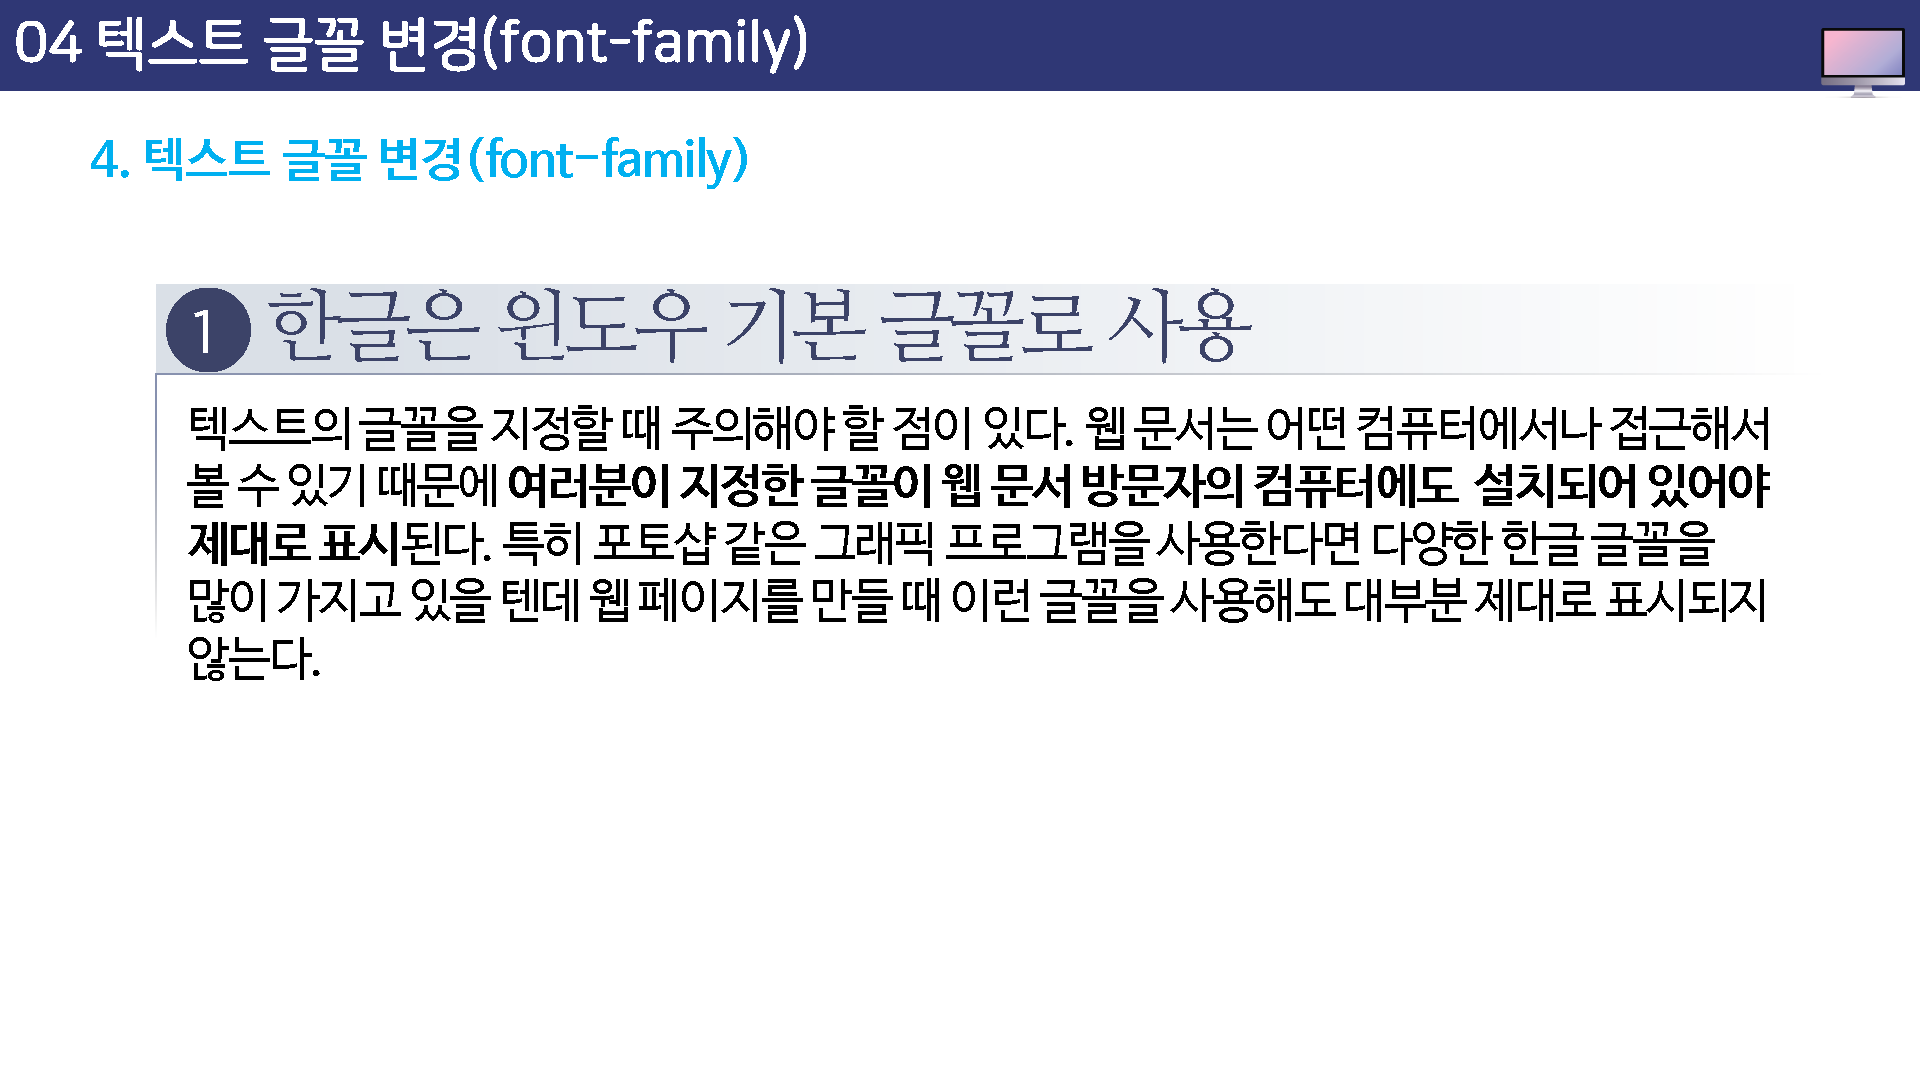 04 텍스트 글꼴 변경(font-family)
4. 텍스트 글꼴 변경(font-family)
1 한글은 윈도우 기본 글꼴로 사용
텍스트의 글꼴을 지정할 때 주의해야 할 점이 있다. 웹 문서는 어떤 컴퓨터에서나 접근해서
볼 수 있기 때문에 여러분이 지정한 글꼴이 웹 문서 방문자의 컴퓨터에도 설치되어 있어야
제대로 표시된다. 특히 포토샵 같은 그래픽 프로그램을 사용한다면 다양한 한글 글꼴을
많이 가지고 있을 텐데 웹 페이지를 만들 때 이런 글꼴을 사용해도 대부분 제대로 표시되지
않는다.